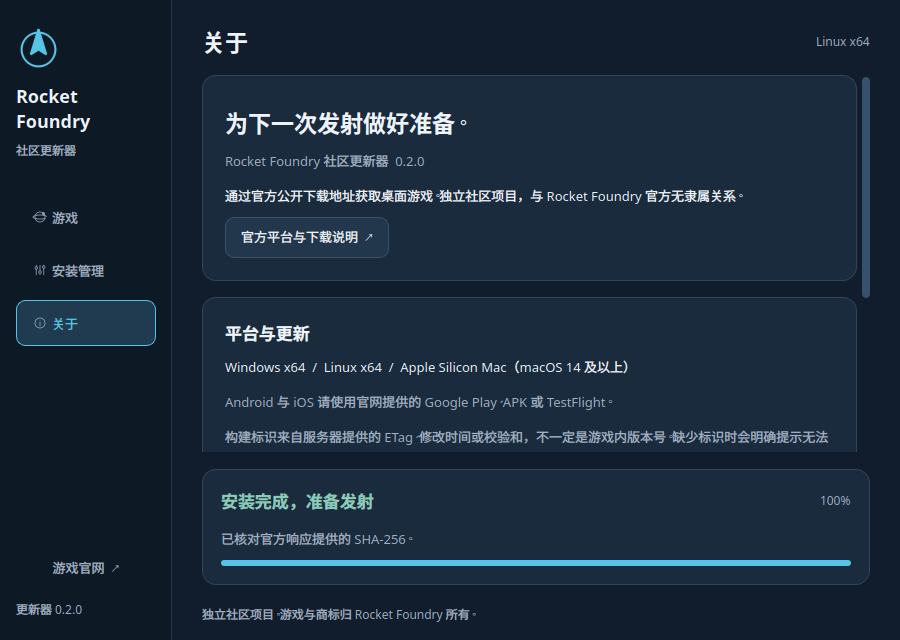 Rocket
Foundry
社区更新器
游戏
安装管理
关于
游戏官网 ↗
更新器 0.2.0
关于
Linux x64
为下一次发射做好准备。
Rocket Foundry 社区更新器 0.2.0
通过官方公开下载地址获取桌面游戏。独立社区项目，与 Rocket Foundry 官方无隶属关系。
官方平台与下载说明 ↗
平台与更新
Windows x64 / Linux x64 / Apple Silicon Mac（macOS 14 及以上）
Android 与 iOS 请使用官网提供的 Google Play、APK 或 TestFlight。
构建标识来自服务器提供的 ETag、修改时间或校验和，不一定是游戏内版本号。缺少标识时会明确提示无法
安装完成，准备发射
100%
已核对官方响应提供的 SHA-256。
独立社区项目。游戏与商标归 Rocket Foundry 所有。